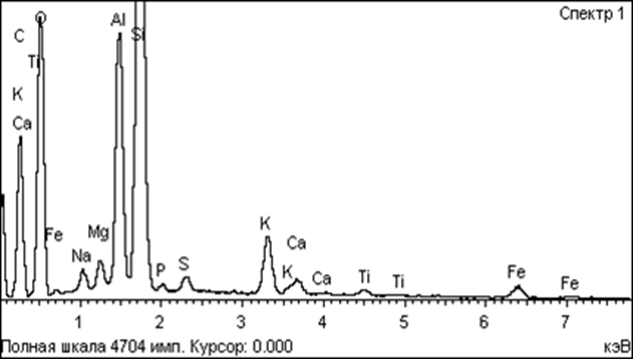 Спектр 1
C
O
Al
Si
Ti
K
Ca
Fe
Na
Mg
P
S
K
Ca
K
Ca
Ti
Ti
Fe
Fe
1 2 3 4 5 6 7
Полная шкала 4704 имп. Курсор: 0.000 кэВ